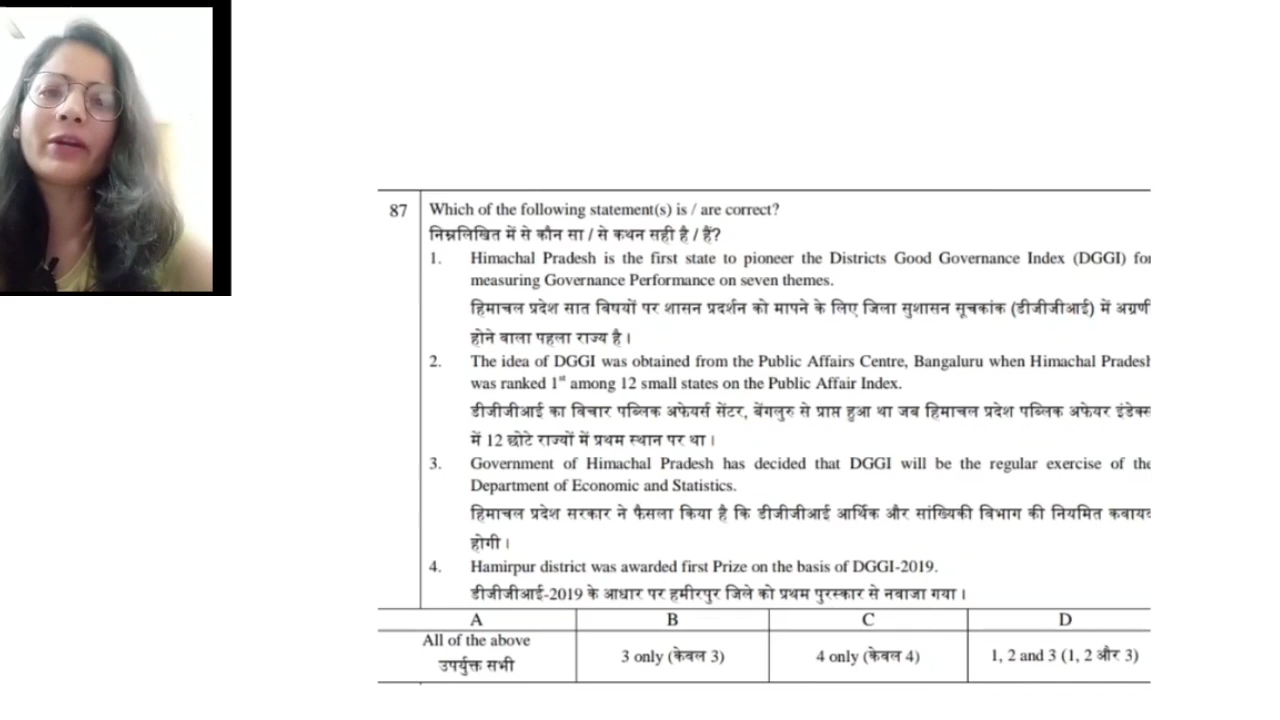 87
Which of the following statement(s) is / are correct?
निम्नलिखित में से कौन सा / से कथन सही है / हैं?
1. Himachal Pradesh is the first state to pioneer the Districts Good Governance Index (DGGI) for
measuring Governance Performance on seven themes.
हिमाचल प्रदेश सात विषयों पर शासन प्रदर्शन को मापने के लिए जिला सुशासन सूचकांक (डीजीजीआई) में अग्रणी
होने वाला पहला राज्य है।
2. The idea of DGGI was obtained from the Public Affairs Centre, Bangaluru when Himachal Pradesh
was ranked 1st among 12 small states on the Public Affair Index.
डीजीजीआई का विचार पब्लिक अफेयर्स सेंटर, बेंगलुरु से प्राप्त हुआ था जब हिमाचल प्रदेश पब्लिक अफेयर इंडेक्स
में 12 छोटे राज्यों में प्रथम स्थान पर था।
3. Government of Himachal Pradesh has decided that DGGI will be the regular exercise of the
Department of Economic and Statistics.
हिमाचल प्रदेश सरकार ने फैसला किया है कि डीजीजीआई आर्थिक और सांख्यिकी विभाग की नियमित कवायद
होगी।
4. Hamirpur district was awarded first Prize on the basis of DGGI-2019.
डीजीजीआई-2019 के आधार पर हमीरपुर जिले को प्रथम पुरस्कार से नवाजा गया।
A B C D
All of the above
उपर्युक्त सभी
3 only (केवल 3)
4 only (केवल 4)
1, 2 and 3 (1, 2 और 3)